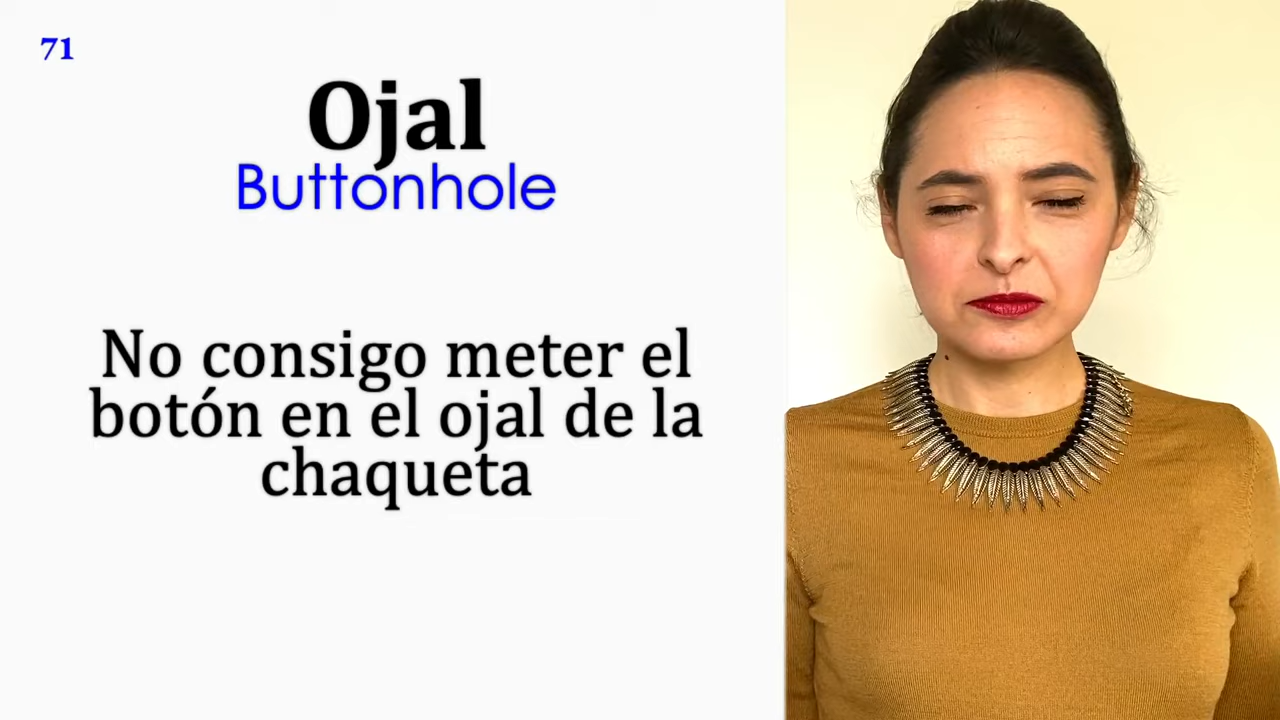 71
Ojal
Buttonhole
No consigo meter el
botón en el ojal de la
chaqueta